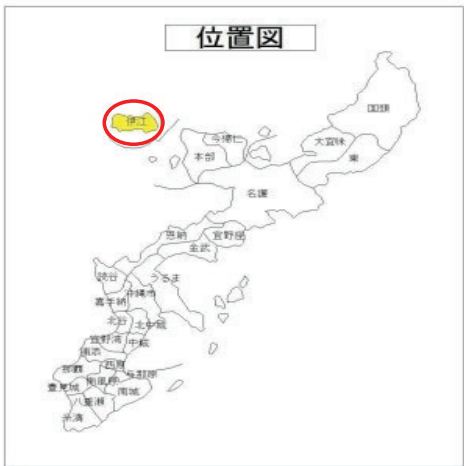 位置図
国頭
伊江
今帰仁
大宜味
本部
東
名護
恩納
宜野座
金武
読谷
うるま
嘉手納
沖縄市
北谷
北中城
宜野湾
中城
浦添
西原
那覇
与那原
南風原
豊見城
南城
八重瀬
糸満